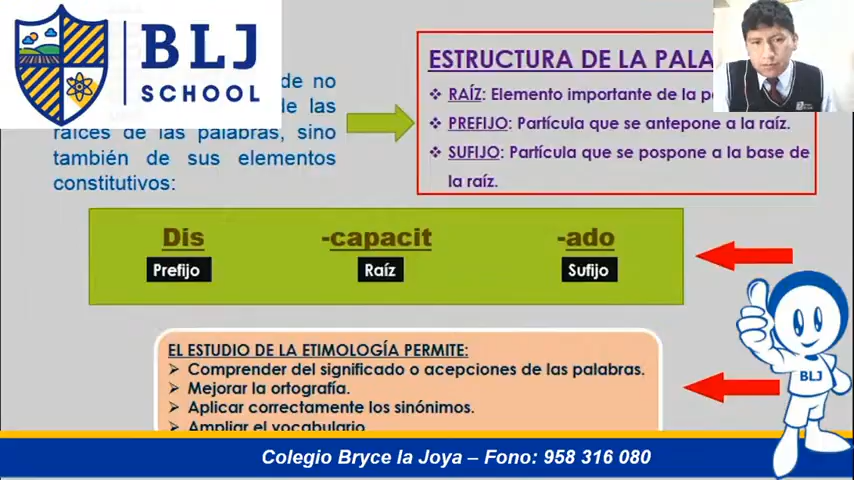 BLJ
SCHOOL
de no
de las
raíces de las palabras, sino
también de sus elementos
constitutivos:
ESTRUCTURA DE LA PALA
❖ RAÍZ: Elemento importante de la
❖ PREFIJO: Partícula que se antepone a la raíz.
❖ SUFIJO: Partícula que se pospone a la base de
la raíz.
Dis -capacit -ado
Prefijo Raíz Sufijo
EL ESTUDIO DE LA ETIMOLOGÍA PERMITE:
➢ Comprender del significado o acepciones de las palabras.
➢ Mejorar la ortografía.
➢ Aplicar correctamente los sinónimos.
➢ Ampliar el vocabulario
BLJ
Colegio Bryce la Joya – Fono: 958 316 080